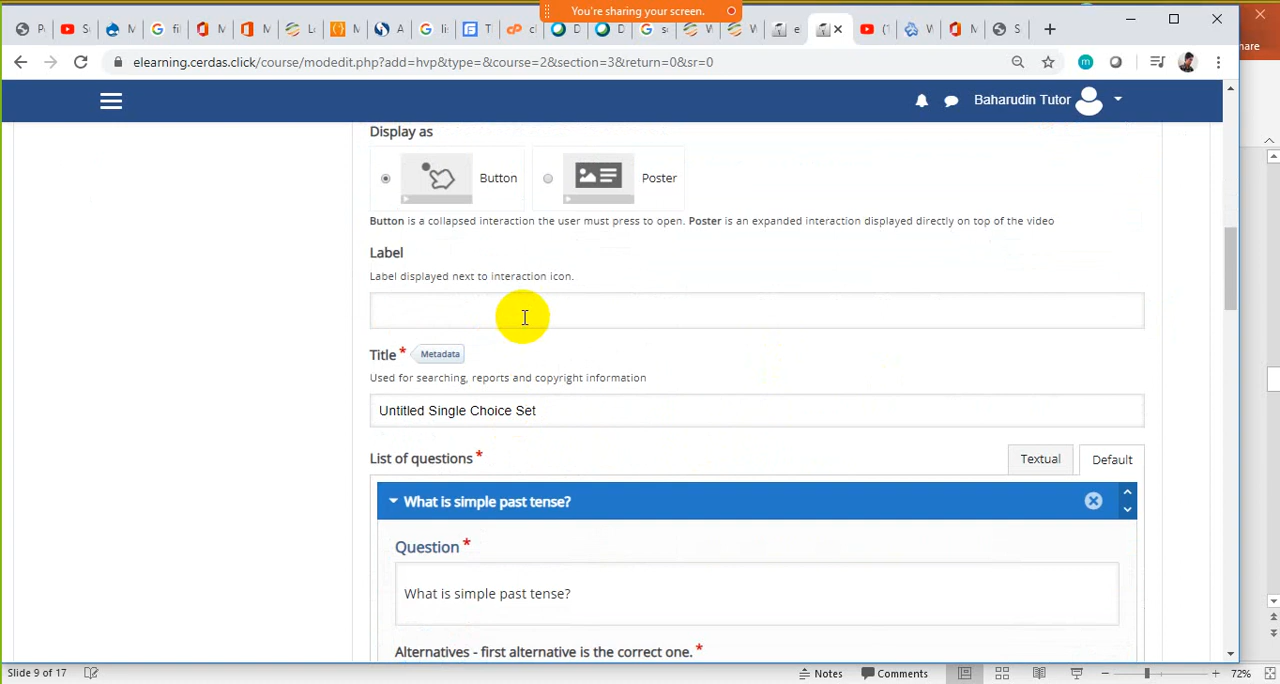 You're sharing your screen.
elearning.cerdas.click/course/modedit.php?add=hvp&type=&course=2&section=3&return=0&sr=0
Baharudin Tutor
Display as
Button
Poster
Button is a collapsed interaction the user must press to open. Poster is an expanded interaction displayed directly on top of the video
Label
Label displayed next to interaction icon.
Title * Metadata
Used for searching, reports and copyright information
Untitled Single Choice Set
List of questions *
Textual
Default
What is simple past tense?
Question *
What is simple past tense?
Alternatives - first alternative is the correct one. *
Slide 9 of 17
Notes
Comments
72%